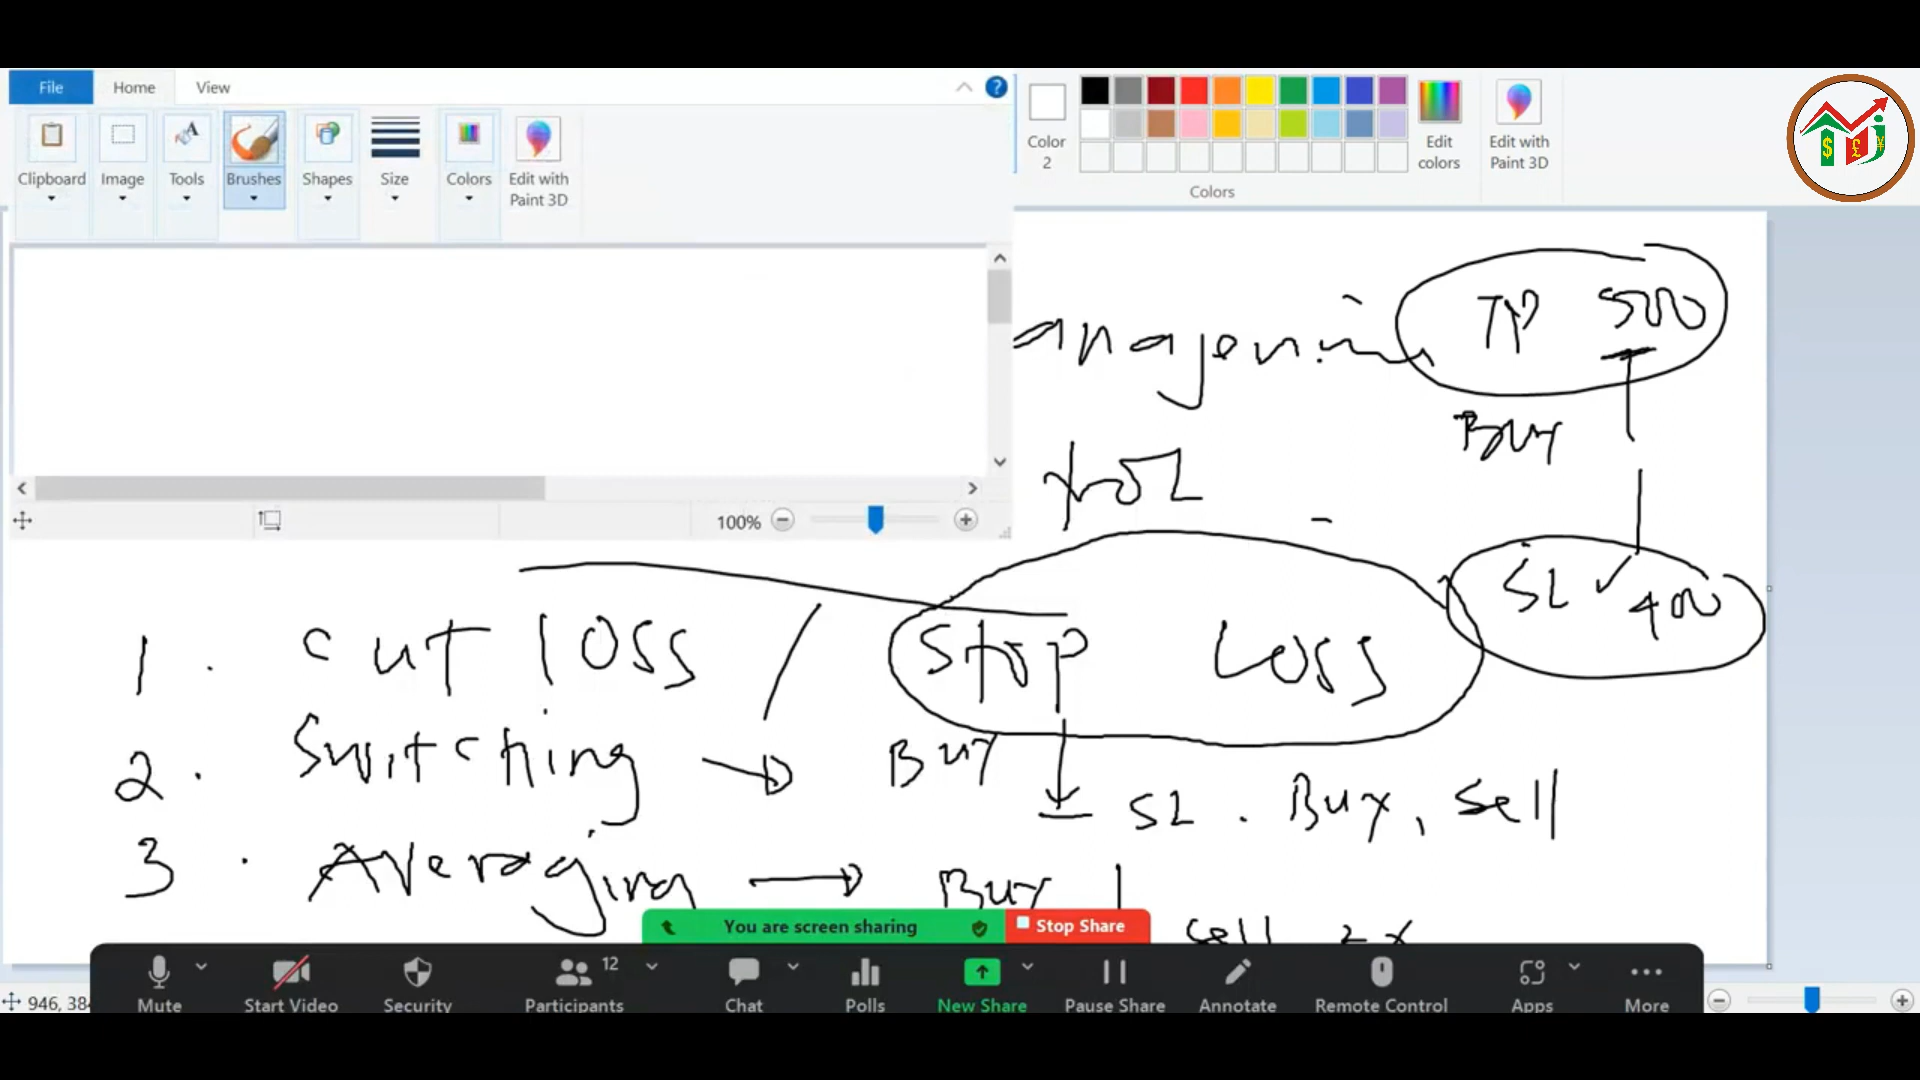 File Home View
Clipboard Image Tools Brushes Shapes Size Colors Edit with Paint 3D
Color 2
Edit colors
Edit with Paint 3D
Colors
TP 500
BUY
SL 400
100%
1. Cut loss / Stop Loss
2. Switching → BUY SL. Buy, Sell
3. Averaging → BUY
Sell 2x
You are screen sharing Stop Share
Mute Start Video Security Participants 12 Chat Polls New Share Pause Share Annotate Remote Control Apps More